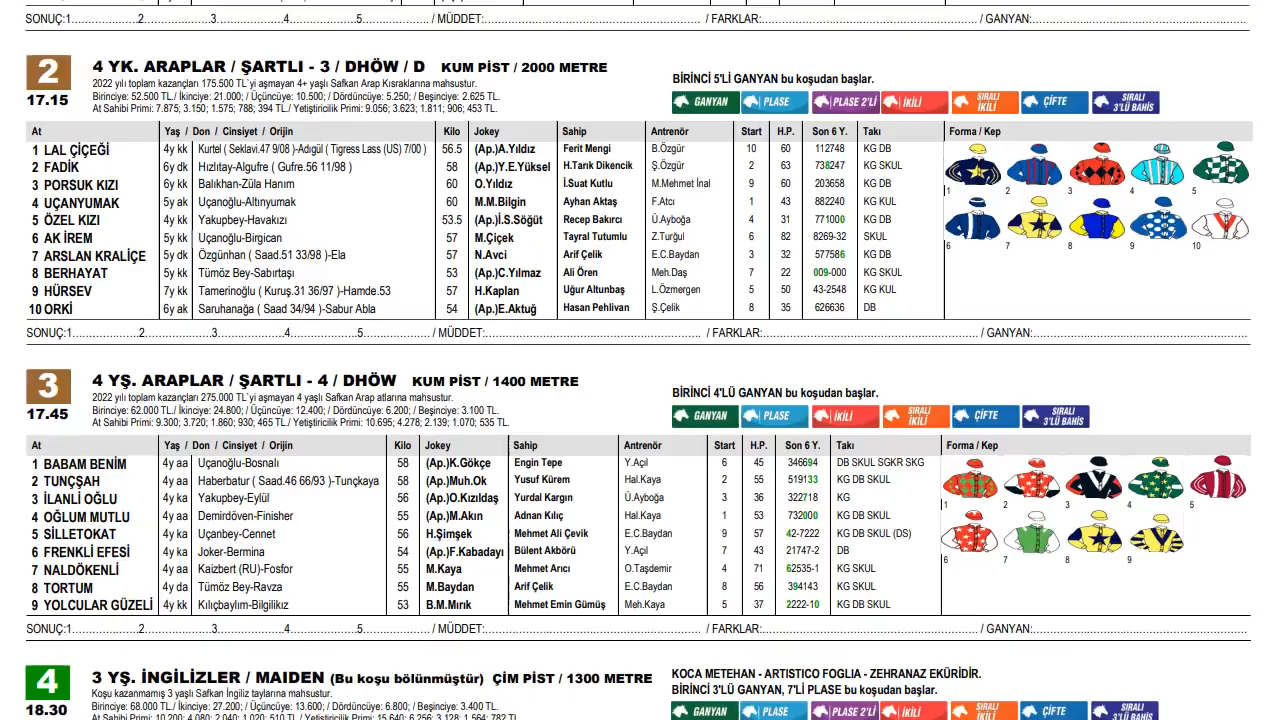 SONUÇ:1......................2......................3......................4......................5...................... / MÜDDET:...................... / FARKLAR:...................... / GANYAN:......................
2 4 YK. ARAPLAR / ŞARTLI - 3 / DHÖW / D KUM PİST / 2000 METRE
17.15
2022 yılı toplam kazançları 175.500 TL`yi aşmayan 4+ yaşlı Safkan Arap Kısraklarına mahsustur.
Birinciye: 52.500 TL./ İkinciye: 21.000; / Üçüncüye: 10.500; / Dördüncüye: 5.250; / Beşinciye: 2.625 TL.
At Sahibi Primi: 7.875, 3.150; 1.575; 788, 394 TL./ Yetiştiricilik Primi: 9.056; 3.623; 1.811; 906; 453 TL.
BİRİNCİ 5'Lİ GANYAN bu koşudan başlar.
GANYAN PLASE PLASE 2'Lİ İKİLİ SIRALI İKİLİ ÇİFTE SIRALI 3'LÜ BAHİS
At Yaş / Don / Cinsiyet / Orijin Kilo Jokey Sahip Antrenör Start H.P. Son 6 Y. Takı Forma / Kep
1 LAL ÇİÇEĞİ 4y kk Kurtel ( Seklavi.47 9/08 )-Adıgül ( Tigress Lass (US) 7/00 ) 56.5 (Ap.)A.Yıldız Ferit Mengi B.Özgür 10 60 112748 KG DB
2 FADİK 6y dk Hızlıtay-Algufre ( Gufre.56 11/98 ) 58 (Ap.)Y.E.Yüksel H.Tarık Dikencik Ş.Özgür 2 63 738247 KG SKUL
3 PORSUK KIZI 6y kk Balıkhan-Züla Hanım 60 O.Yıldız İ.Suat Kutlu M.Mehmet İnal 9 60 203658 KG DB
4 UÇANYUMAK 5y ak Uçanoğlu-Altınyumak 60 M.M.Bilgin Ayhan Aktaş F.Atcı 1 43 882240 KG KUL
5 ÖZEL KIZI 4y kk Yakupbey-Havakızı 53.5 (Ap.)İ.S.Söğüt Recep Bakırcı Ü.Ayboğa 4 31 771000 KG DB
6 AK İREM 5y kk Uçanoğlu-Birgican 57 M.Çiçek Tayral Tutumlu Z.Turğul 6 82 8269-32 SKUL
7 ARSLAN KRALİÇE 5y dk Özgünhan ( Saad.51 33/98 )-Ela 57 N.Avci Arif Çelik E.C.Baydan 3 32 577586 KG DB
8 BERHAYAT 5y kk Tümöz Bey-Sabırtaşı 53 (Ap.)C.Yılmaz Ali Ören Meh.Daş 7 22 009-000 KG SKUL
9 HÜRSEV 7y kk Tamerinoğlu ( Kuruş.31 36/97 )-Hamde.53 57 H.Kaplan Uğur Altunbaş L.Özmergen 5 50 43-2548 KG KUL
10 ORKİ 6y ak Saruhanağa ( Saad 34/94 )-Sabur Abla 54 (Ap.)E.Aktuğ Hasan Pehlivan Ş.Çelik 8 35 626636 DB
1 2 3 4 5
6 7 8 9 10
SONUÇ:1......................2......................3......................4......................5...................... / MÜDDET:...................... / FARKLAR:...................... / GANYAN:......................
3 4 YŞ. ARAPLAR / ŞARTLI - 4 / DHÖW KUM PİST / 1400 METRE
17.45
2022 yılı toplam kazançları 275.000 TL`yi aşmayan 4 yaşlı Safkan Arap atlarına mahsustur.
Birinciye: 62.000 TL./ İkinciye: 24.800; / Üçüncüye: 12.400; / Dördüncüye: 6.200; / Beşinciye: 3.100 TL.
At Sahibi Primi: 9.300; 3.720; 1.860; 930; 465 TL./ Yetiştiricilik Primi: 10.695; 4.278; 2.139; 1.070; 535 TL.
BİRİNCİ 4'LÜ GANYAN bu koşudan başlar.
GANYAN PLASE İKİLİ SIRALI İKİLİ ÇİFTE SIRALI 3'LÜ BAHİS
At Yaş / Don / Cinsiyet / Orijin Kilo Jokey Sahip Antrenör Start H.P. Son 6 Y. Takı Forma / Kep
1 BABAM BENİM 4y aa Uçanoğlu-Bosnalı 58 (Ap.)K.Gökçe Engin Tepe Y.Açıl 6 45 346694 DB SKUL SGKR SKG
2 TUNÇŞAH 4y aa Haberbatur ( Saad.46 66/93 )-Tunçkaya 56 (Ap.)Muh.Ok Yusuf Kürem Hal.Kaya 2 55 519133 KG DB SKUL
3 İLANLİ OĞLU 4y ka Yakupbey-Eylül 56 (Ap.)O.Kızıldaş Yurdal Kargın Ü.Ayboğa 3 36 322718 KG
4 OĞLUM MUTLU 4y aa Demirdöven-Finisher 55 (Ap.)M.Akın Adnan Kılıç Hal.Kaya 1 53 732000 KG DB SKUL
5 SİLLETOKAT 4y ka Uçanbey-Cennet 56 H.Şimşek Mehmet Ali Çevik E.C.Baydan 9 57 42-7222 KG DB SKUL (DS)
6 FRENKLİ EFESİ 4y ka Joker-Bermina 54 (Ap.)F.Kabadayı Bülent Akbörü Y.Açıl 7 43 21747-2 DB
7 NALDÖKENLİ 4y aa Kaizbert (RU)-Fosfor 55 M.Kaya Mehmet Arıcı O.Taşdemir 4 71 62535-1 KG SKUL
8 TORTUM 4y da Tümöz Bey-Ravza 55 M.Baydan Arif Çelik E.C.Baydan 8 56 394143 KG SKUL
9 YOLCULAR GÜZELİ 4y kk Kılıçbaylım-Bilgilikız 53 B.M.Mırık Mehmet Emin Gümüş Meh.Kaya 5 37 2222-10 KG DB SKUL
1 2 3 4 5
6 7 8 9
SONUÇ:1......................2......................3......................4......................5...................... / MÜDDET:...................... / FARKLAR:...................... / GANYAN:......................
4 3 YŞ. İNGİLİZLER / MAIDEN (Bu koşu bölünmüştür) ÇİM PİST / 1300 METRE
18.30
Koşu kazanmamış 3 yaşlı Safkan İngiliz taylarına mahsustur.
Birinciye: 68.000 TL./ İkinciye: 27.200; / Üçüncüye: 13.600; / Dördüncüye: 6.800; / Beşinciye: 3.400 TL.
At Sahibi Primi: 10.200; 4.080; 2.040; 1.020; 510 TL./ Yetiştiricilik Primi: 15.640; 6.256; 3.128; 1.564; 782 TL.
KOCA METEHAN - ARTISTICO FOGLIA - ZEHRANAZ EKÜRİDİR.
BİRİNCİ 3'LÜ GANYAN, 7'Lİ PLASE bu koşudan başlar.
GANYAN PLASE PLASE 2'Lİ İKİLİ SIRALI İKİLİ ÇİFTE SIRALI 3'LÜ BAHİS